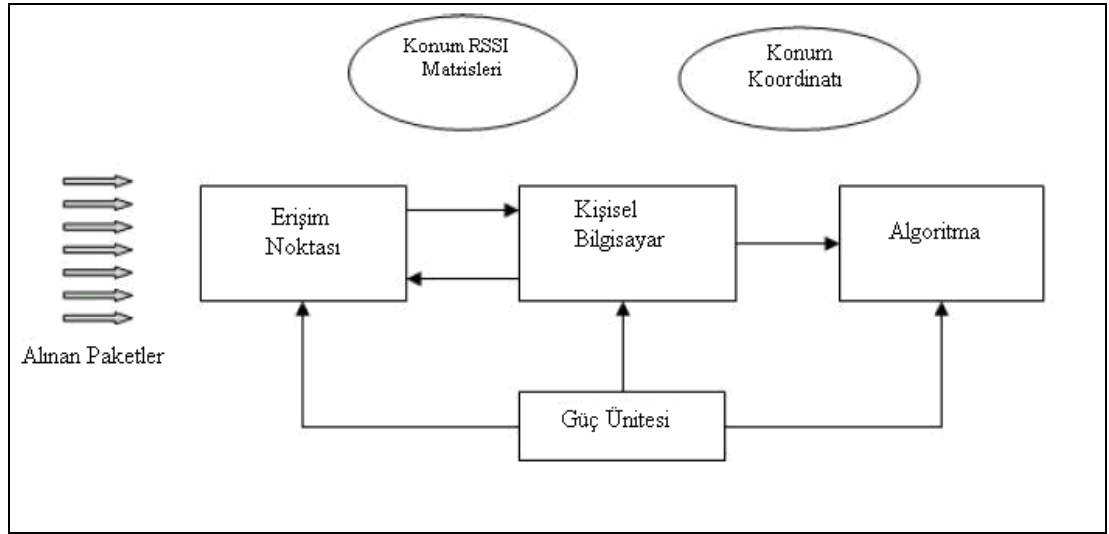 Konum RSSI
Matrisleri
Konum
Koordinatı
Erişim
Noktası
Kişisel
Bilgisayar
Algoritma
Alınan Paketler
Güç Ünitesi